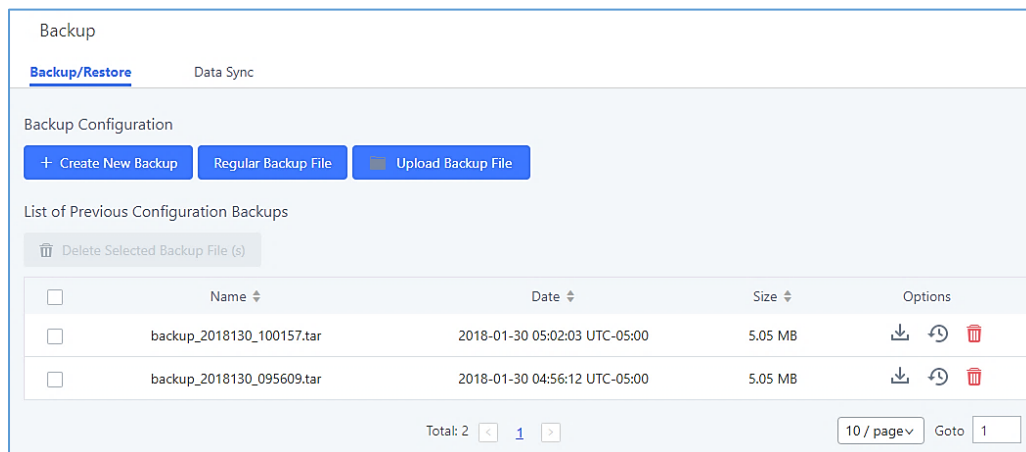 Backup
Backup/Restore Data Sync
Backup Configuration
+ Create New Backup Regular Backup File Upload Backup File
List of Previous Configuration Backups
Delete Selected Backup File (s)
Name Date Size Options
backup_2018130_100157.tar 2018-01-30 05:02:03 UTC-05:00 5.05 MB
backup_2018130_095609.tar 2018-01-30 04:56:12 UTC-05:00 5.05 MB
Total: 2 < 1 > 10 / page Goto 1